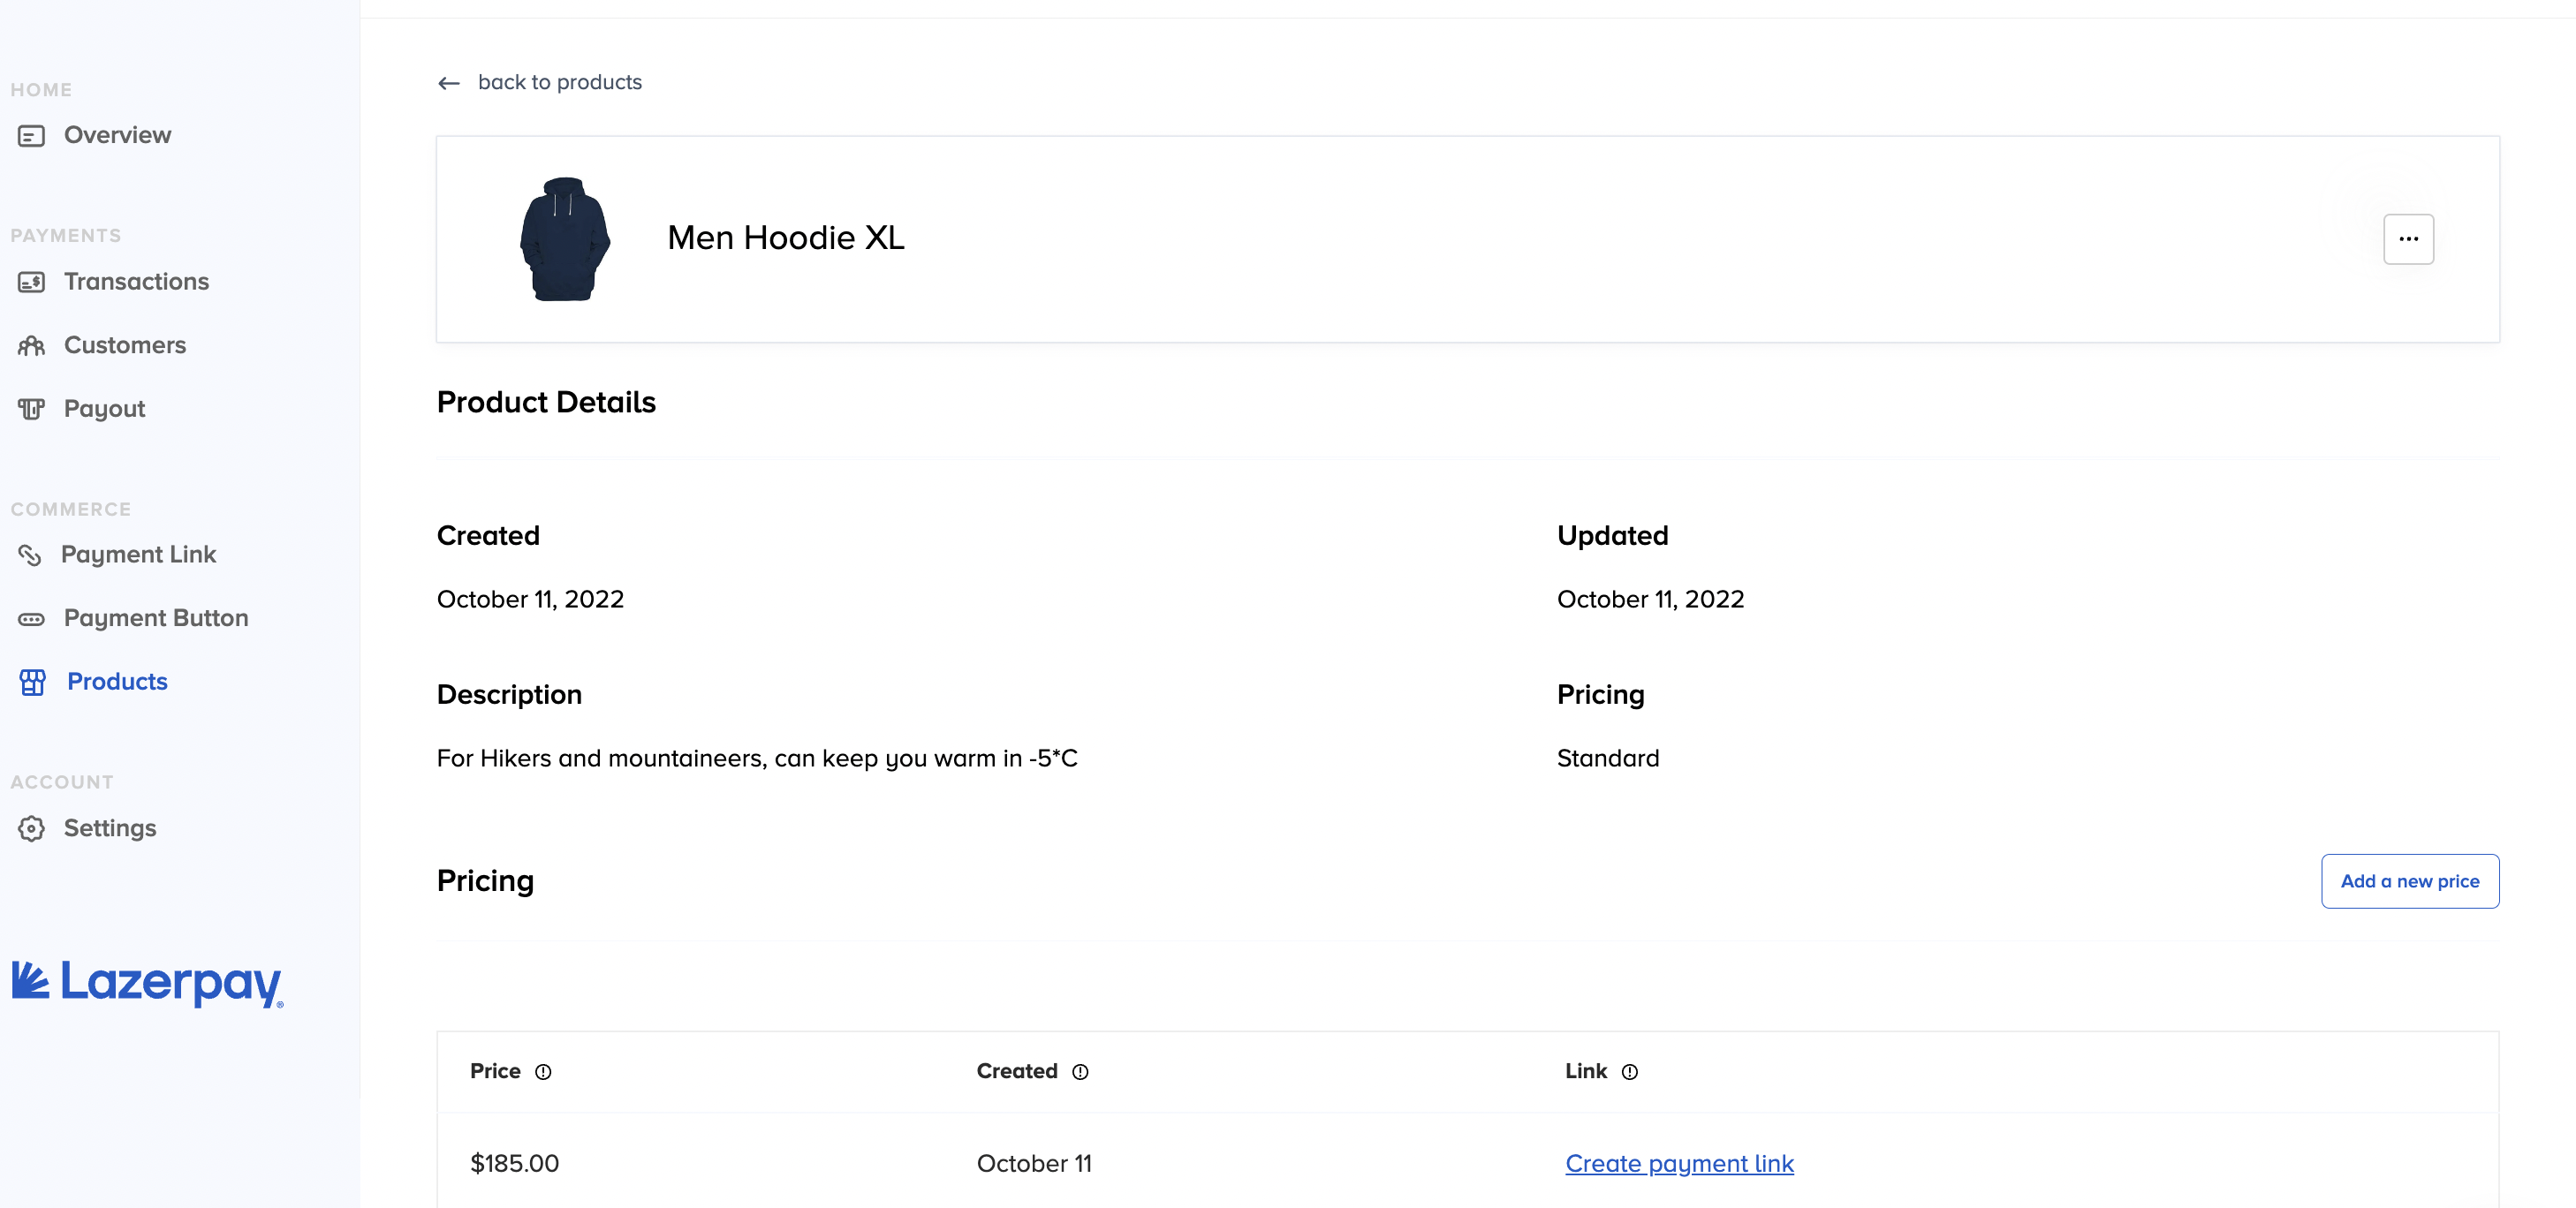 HOME
Overview
PAYMENTS
Transactions
Customers
Payout
COMMERCE
Payment Link
Payment Button
Products
ACCOUNT
Settings
Lazerpay®
← back to products
Men Hoodie XL
...
Product Details
Created
Updated
October 11, 2022
October 11, 2022
Description
Pricing
For Hikers and mountaineers, can keep you warm in -5*C
Standard
Pricing
Add a new price
Price
Created
Link
$185.00
October 11
Create payment link